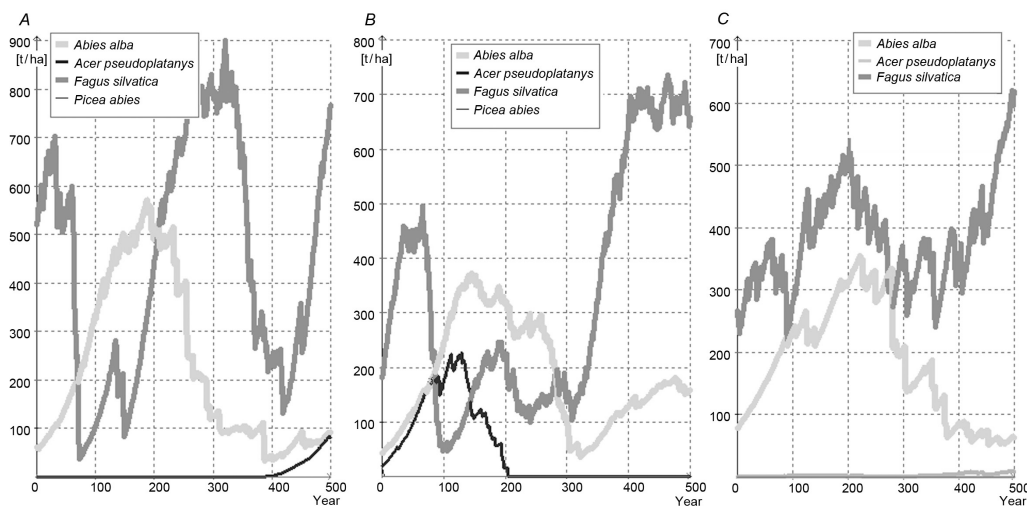 A
900
[t/ha]
800
700
600
500
400
300
200
100
0
100
200
300
400
500
Year
Abies alba
Acer pseudoplatanys
Fagus silvatica
Picea abies
B
800
[t/ha]
700
600
500
400
300
200
100
0
100
200
300
400
500
Year
Abies alba
Acer pseudoplatanys
Fagus silvatica
Picea abies
C
700
[t/ha]
600
500
400
300
200
100
0
0
100
200
300
400
500
Year
Abies alba
Acer pseudoplatanys
Fagus silvatica